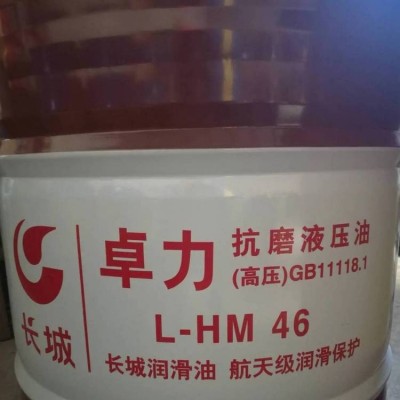 长城
卓力
抗磨液压油
(高压)GB11118.1
L-HM 46
长城润滑油 航天级润滑保护